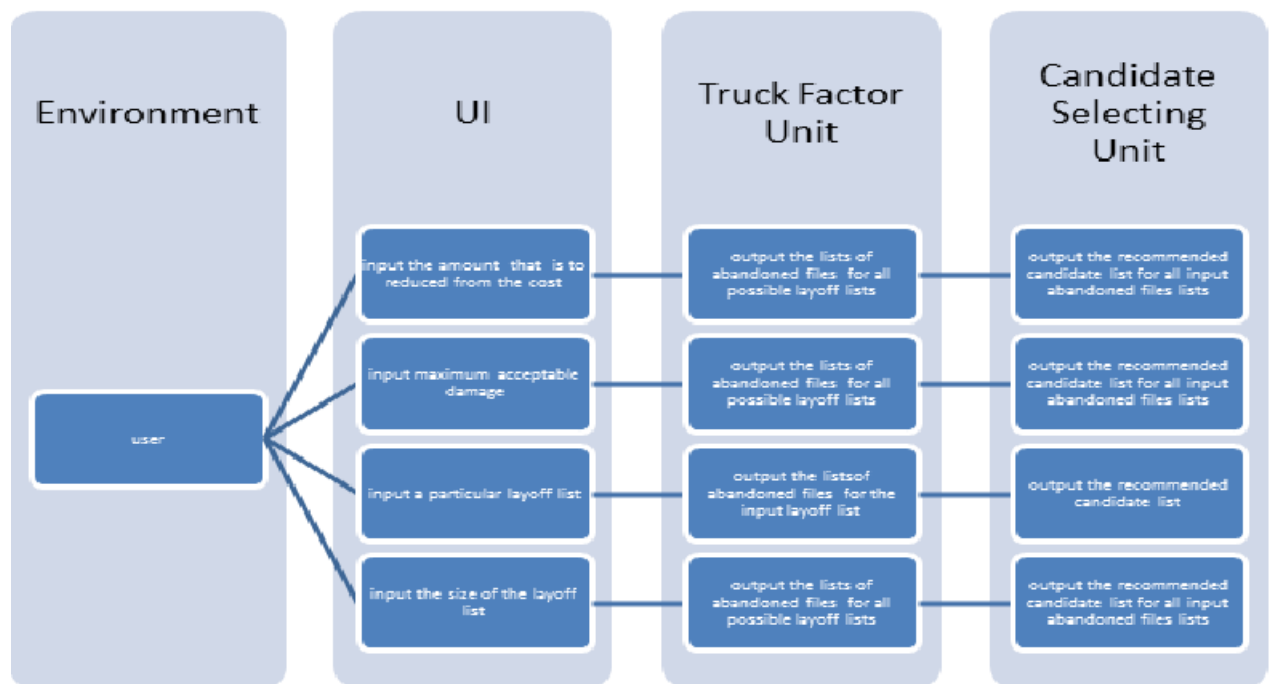 Environment
UI
Truck Factor
Unit
Candidate
Selecting
Unit
user
input the amount that is to
reduced from the cost
output the lists of
abandoned files for all
possible layoff lists
output the recommended
candidate list for all input
abandoned files lists
input maximum acceptable
damage
output the lists of
abandoned files for all
possible layoff lists
output the recommended
candidate list for all input
abandoned files lists
input a particular layoff list
output the listsof
abandoned files for the
input layoff list
output the recommended
candidate list
input the size of the layoff
list
output the lists of
abandoned files for all
possible layoff lists
output the recommended
candidate list for all input
abandoned files lists